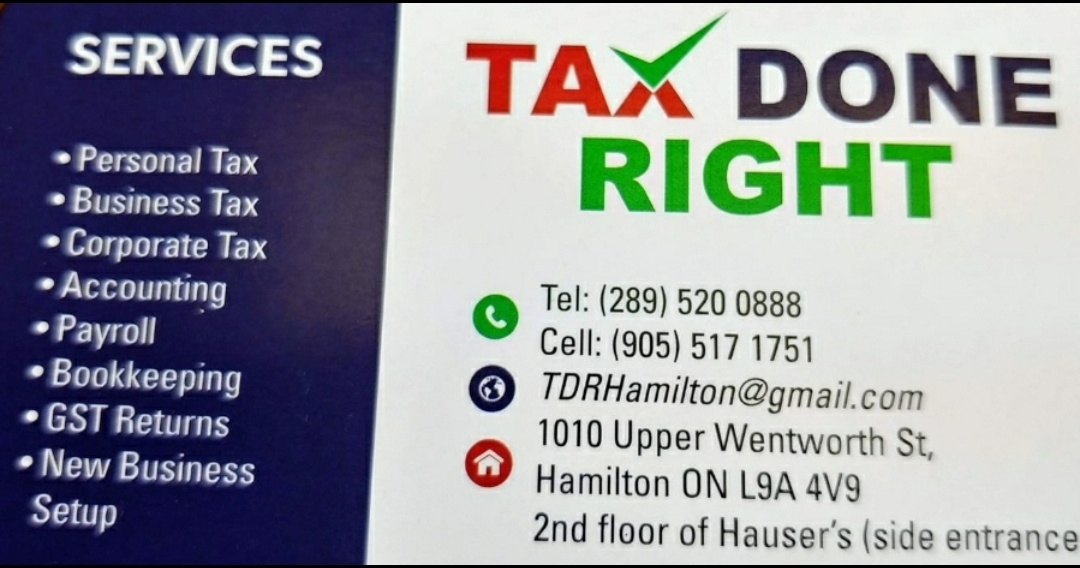 SERVICES
• Personal Tax
• Business Tax
• Corporate Tax
• Accounting
• Payroll
• Bookkeeping
• GST Returns
• New Business
Setup
TAX DONE
RIGHT
Tel: (289) 520 0888
Cell: (905) 517 1751
TDRHamilton@gmail.com
1010 Upper Wentworth St,
Hamilton ON L9A 4V9
2nd floor of Hauser's (side entrance